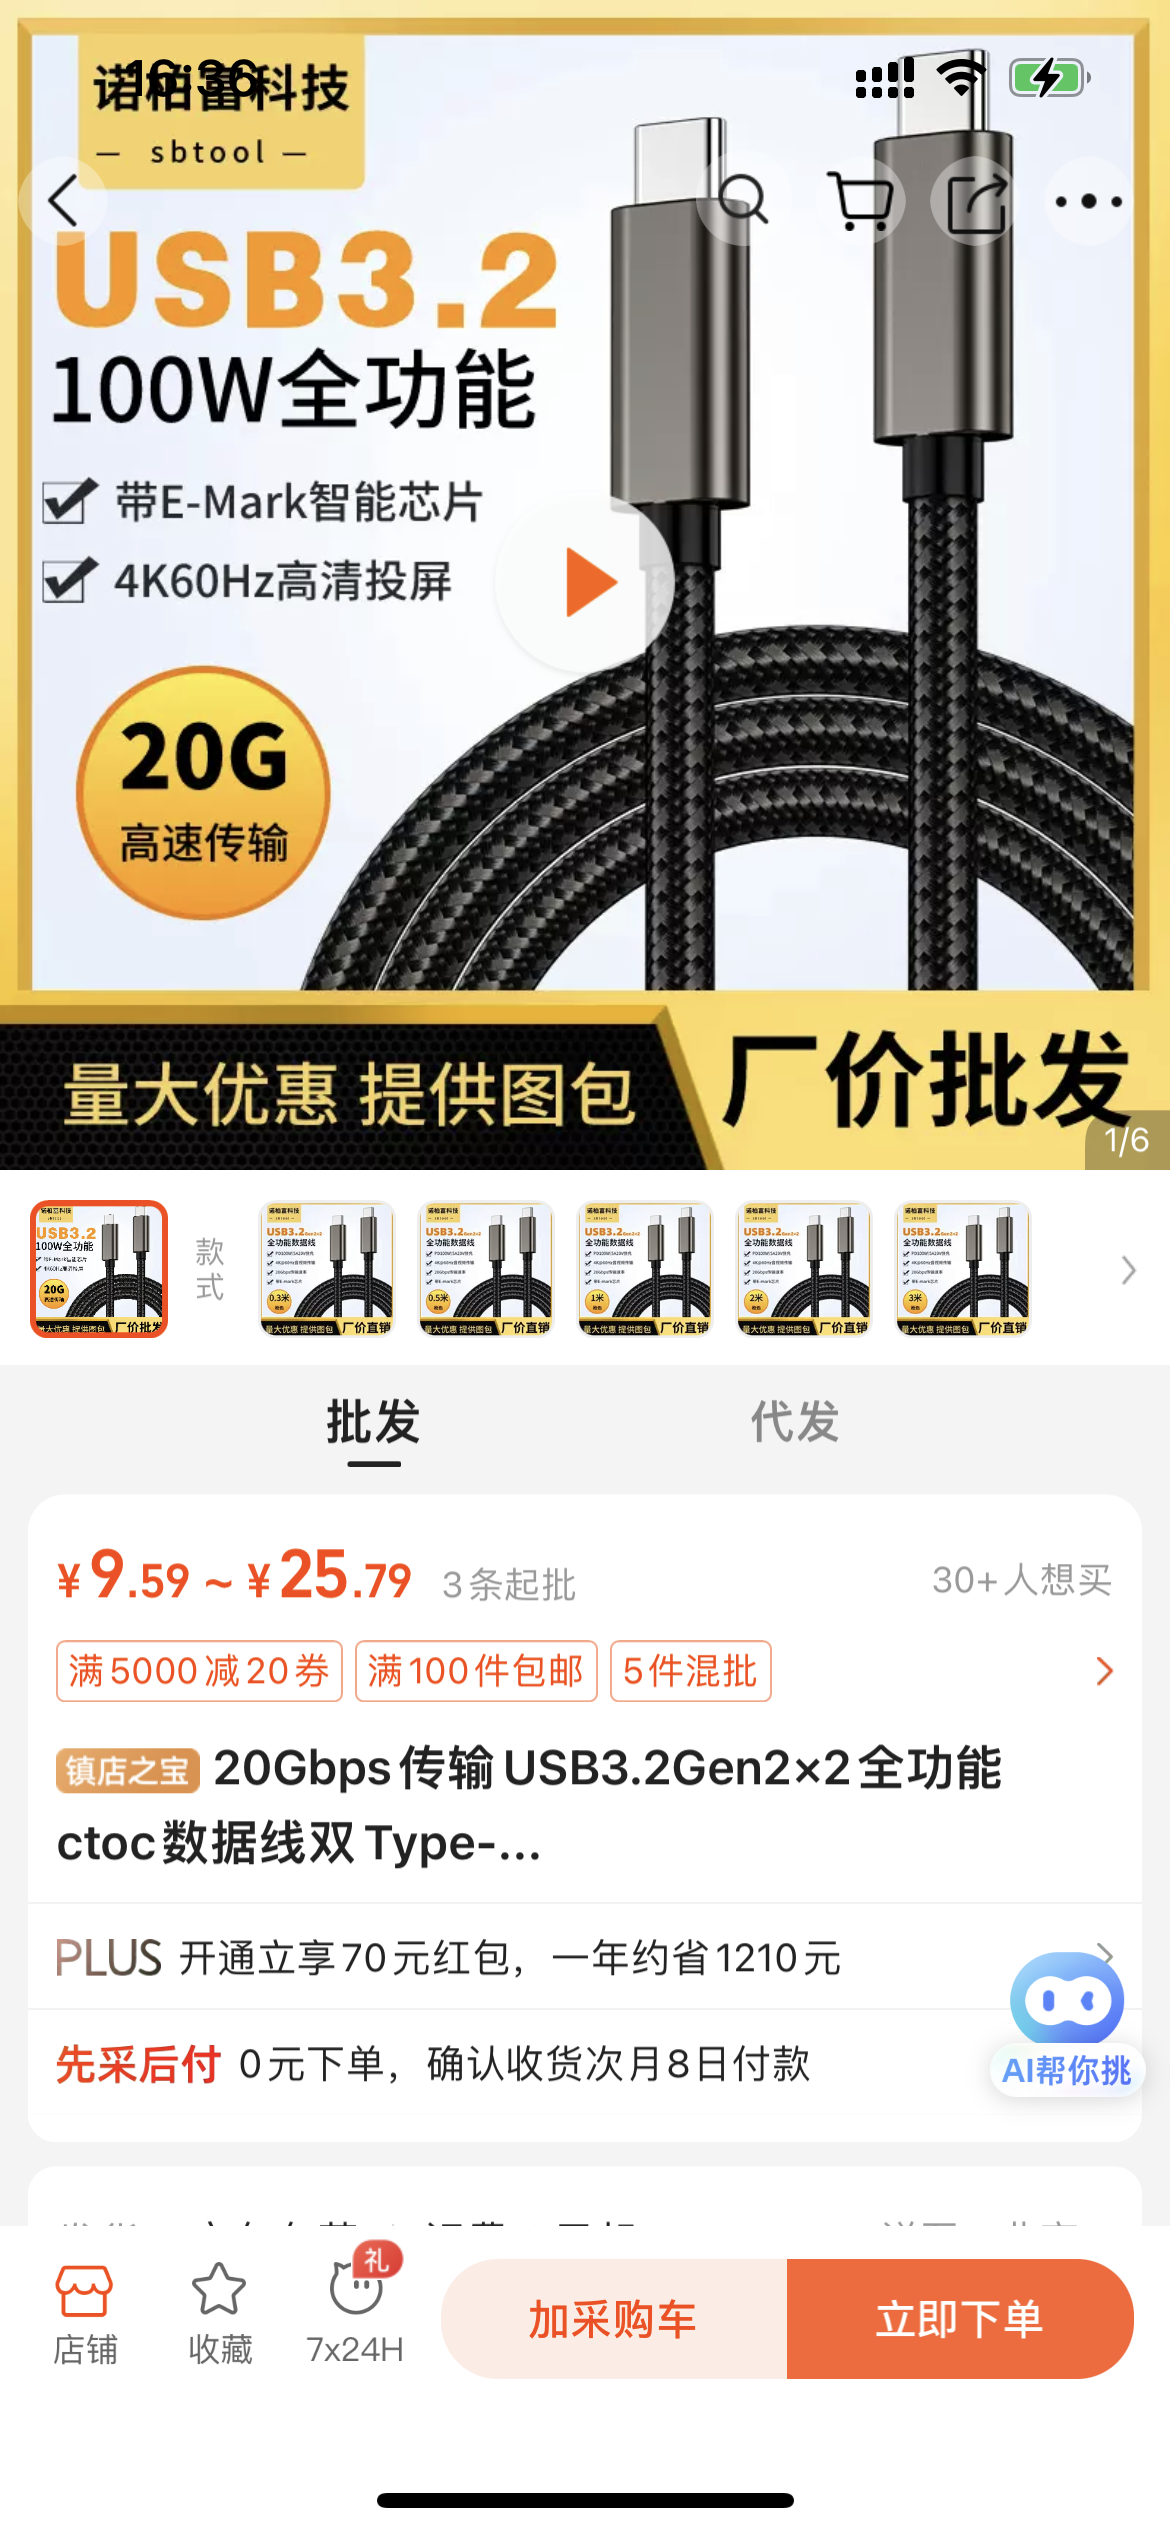 诺柏富科技
16:36
— sbtool —
USB3.2
100W全功能
带E-Mark智能芯片
4K60Hz高清投屏
20G
高速传输
量大优惠 提供图包
厂价批发
1/6
款式
批发
代发
¥9.59 ~ ¥25.79 3条起批
30+人想买
满5000减20券
满100件包邮
5件混批
镇店之宝 20Gbps传输USB3.2Gen2×2全功能
ctoc数据线双Type-...
PLUS 开通立享70元红包，一年约省1210元
先采后付 0元下单，确认收货次月8日付款
AI帮你挑
店铺
收藏
礼
7x24H
加采购车
立即下单